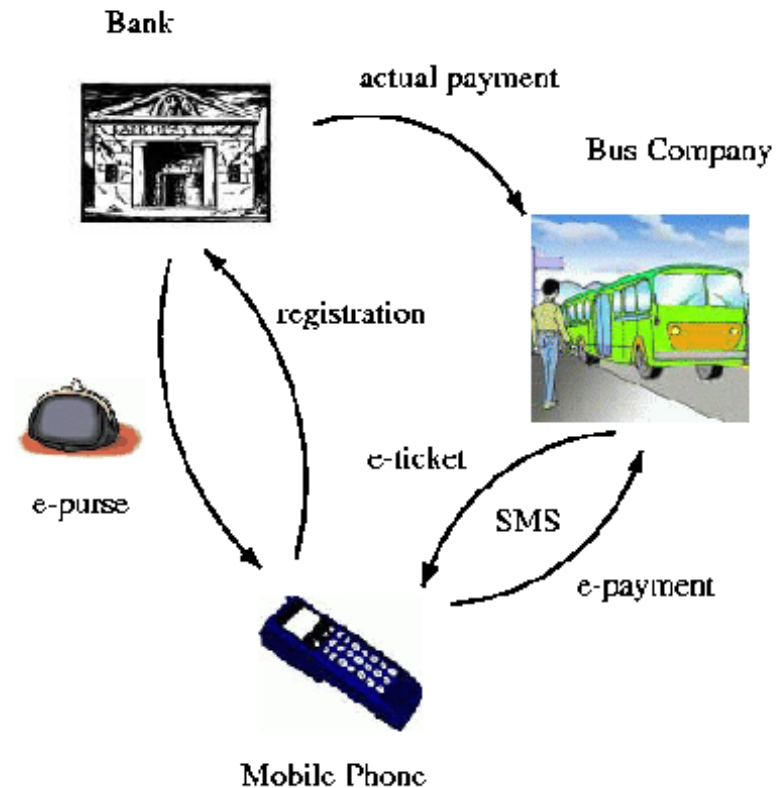 Bank
actual payment
Bus Company
registration
e-purse
e-ticket
SMS
e-payment
Mobile Phone